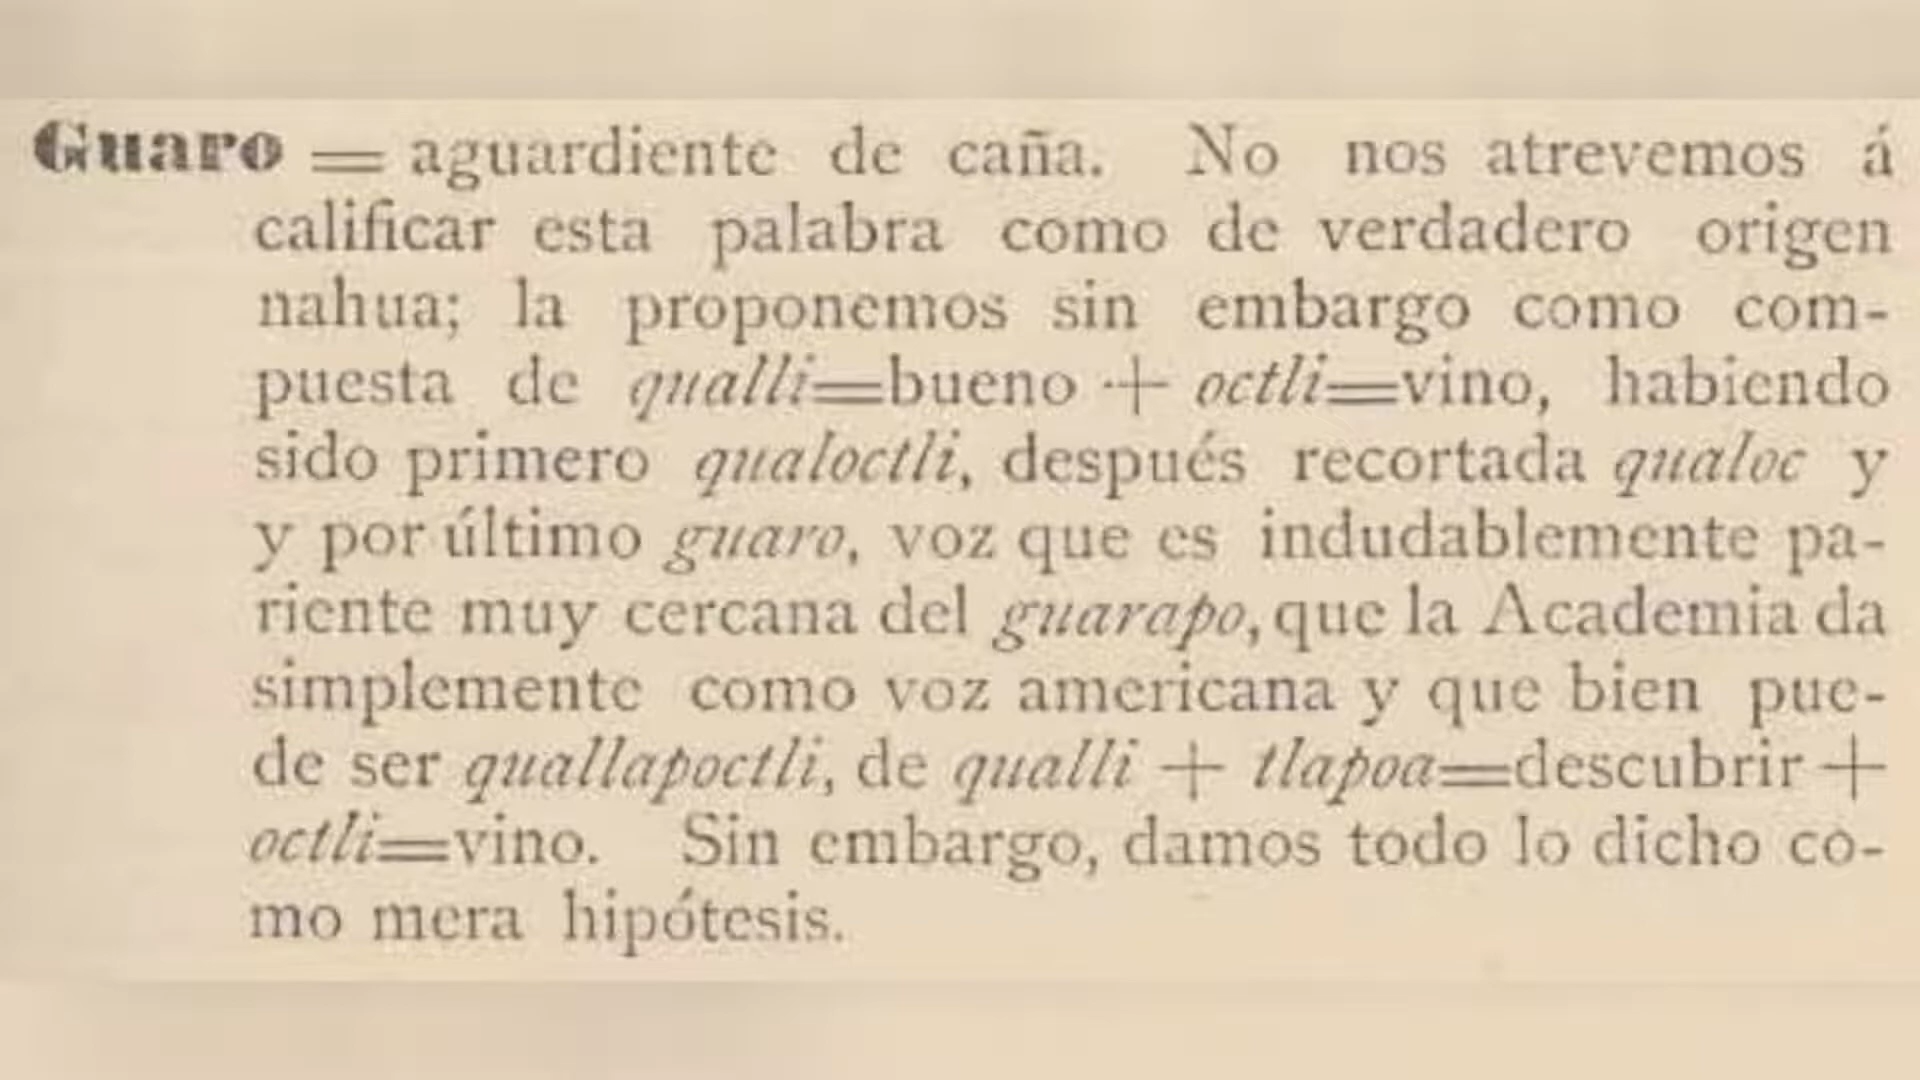 Guaro = aguardiente de caña. No nos atrevemos á
calificar esta palabra como de verdadero origen
nahua; la proponemos sin embargo como com-
puesta de qualli=bueno + octli=vino, habiendo
sido primero qualoctli, después recortada qualoc y
y por último guaro, voz que es indudablemente pa-
riente muy cercana del guarapo, que la Academia da
simplemente como voz americana y que bien pue-
de ser quallapoctli, de qualli + tlapoa=descubrir +
octli=vino. Sin embargo, damos todo lo dicho co-
mo mera hipótesis.